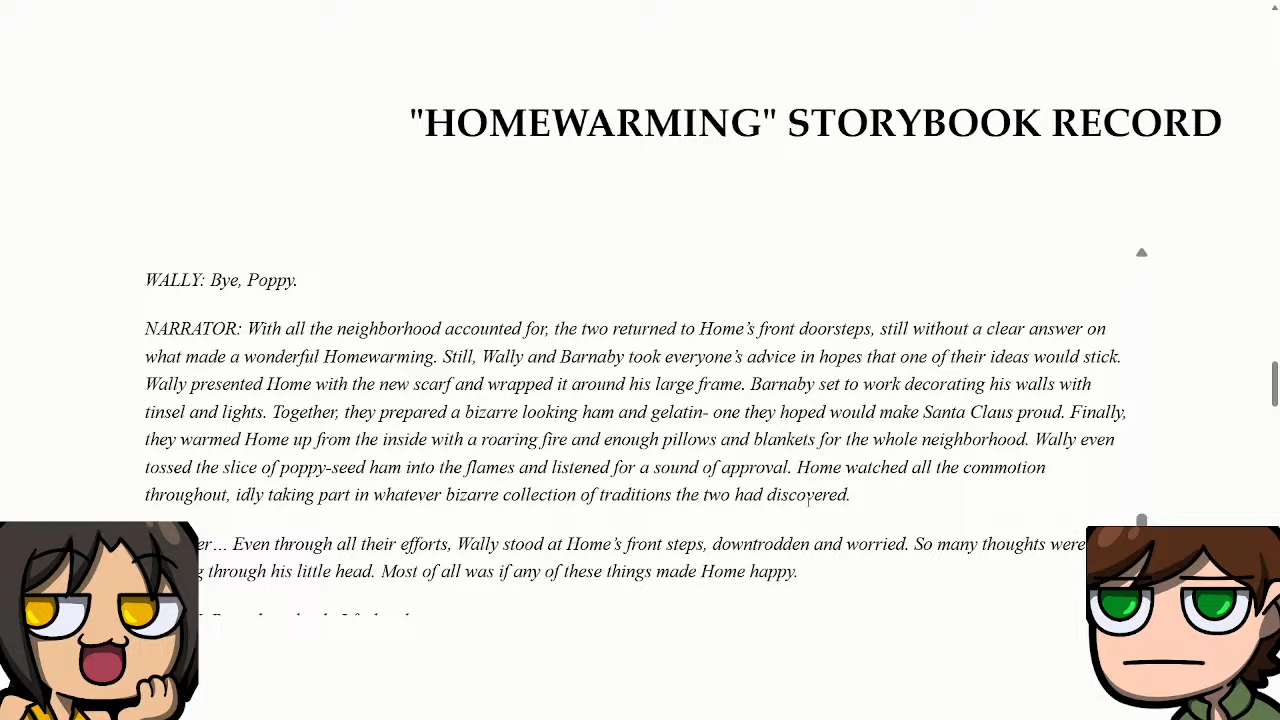 "HOMEWARMING" STORYBOOK RECORD
WALLY: Bye, Poppy.
NARRATOR: With all the neighborhood accounted for, the two returned to Home’s front doorsteps, still without a clear answer on
what made a wonderful Homewarming. Still, Wally and Barnaby took everyone’s advice in hopes that one of their ideas would stick.
Wally presented Home with the new scarf and wrapped it around his large frame. Barnaby set to work decorating his walls with
tinsel and lights. Together, they prepared a bizarre looking ham and gelatin- one they hoped would make Santa Claus proud. Finally,
they warmed Home up from the inside with a roaring fire and enough pillows and blankets for the whole neighborhood. Wally even
tossed the slice of poppy-seed ham into the flames and listened for a sound of approval. Home watched all the commotion
throughout, idly taking part in whatever bizarre collection of traditions the two had discovered.
Even through all their efforts, Wally stood at Home’s front steps, downtrodden and worried. So many thoughts were
through his little head. Most of all was if any of these things made Home happy.